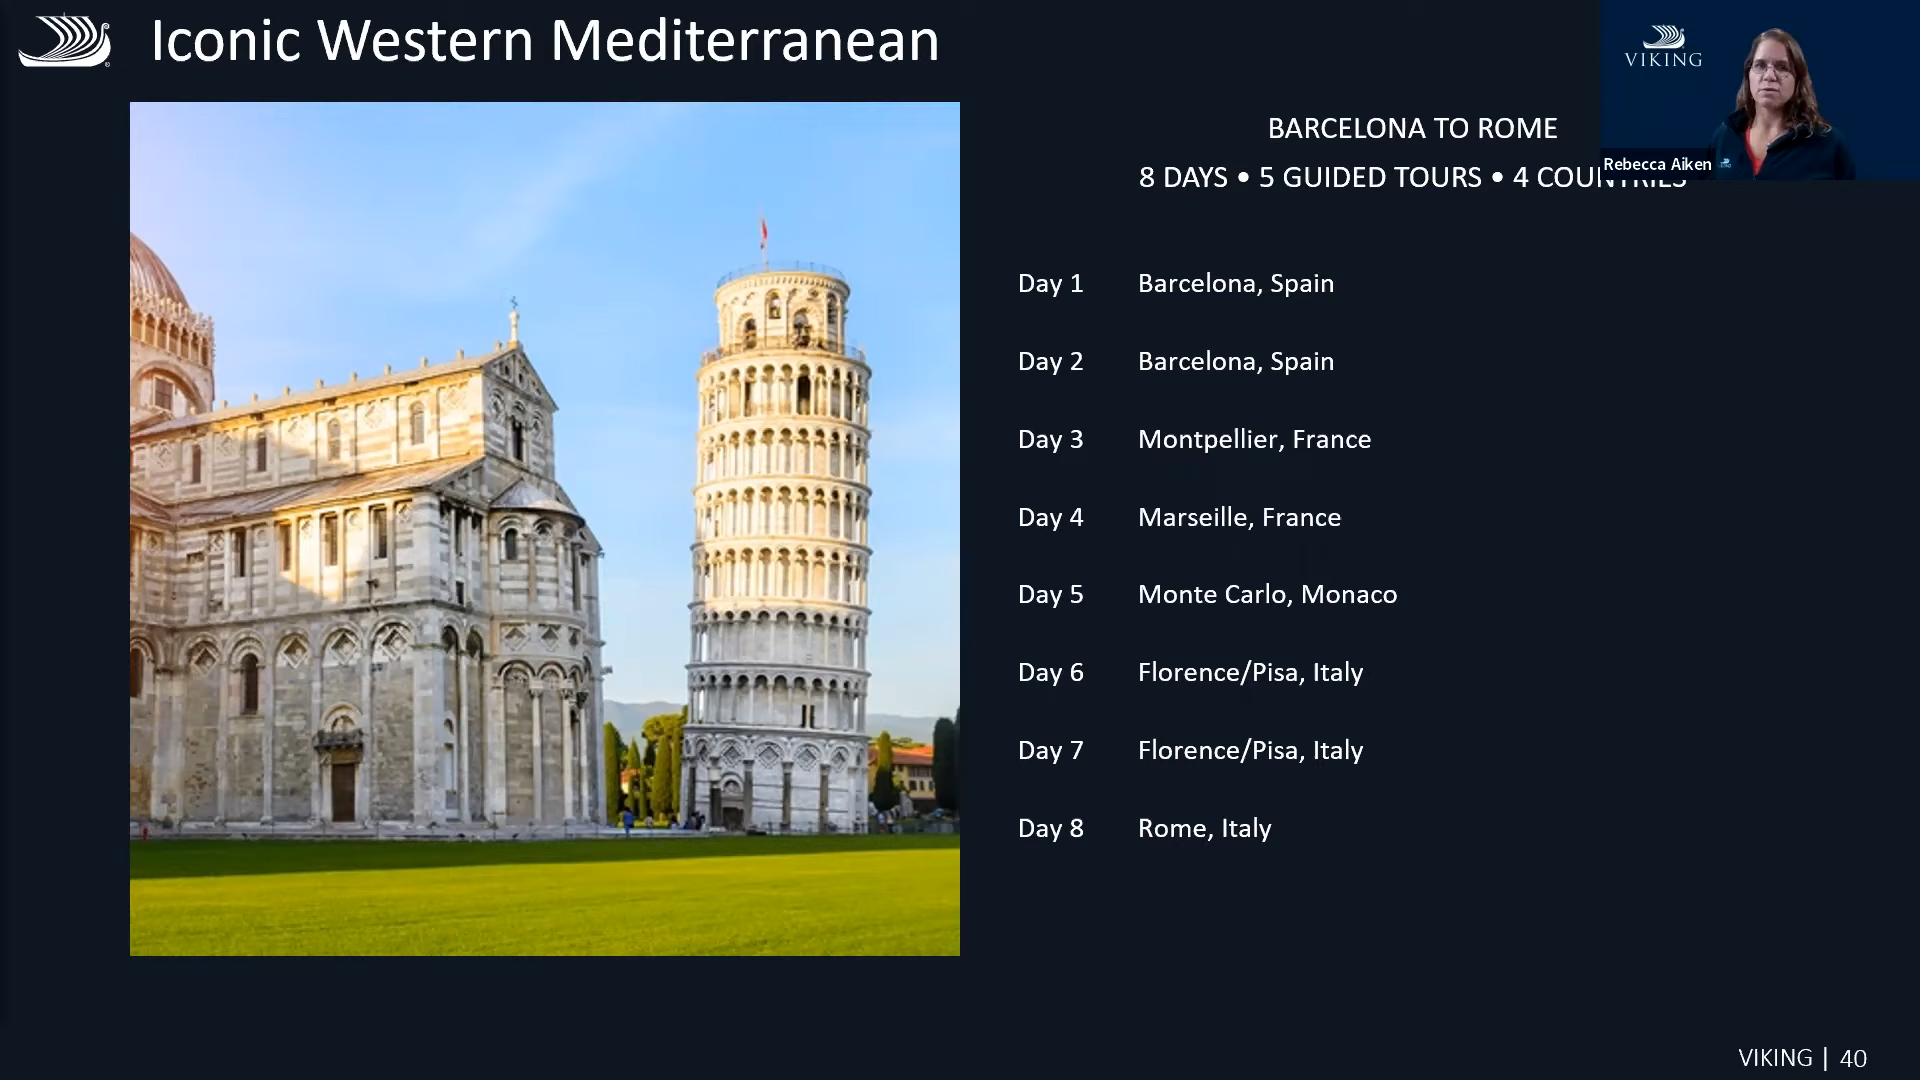 Iconic Western Mediterranean
VIKING
Rebecca Aiken
BARCELONA TO ROME
8 DAYS • 5 GUIDED TOURS • 4 COUNTRIES
Day 1 Barcelona, Spain
Day 2 Barcelona, Spain
Day 3 Montpellier, France
Day 4 Marseille, France
Day 5 Monte Carlo, Monaco
Day 6 Florence/Pisa, Italy
Day 7 Florence/Pisa, Italy
Day 8 Rome, Italy
VIKING | 40